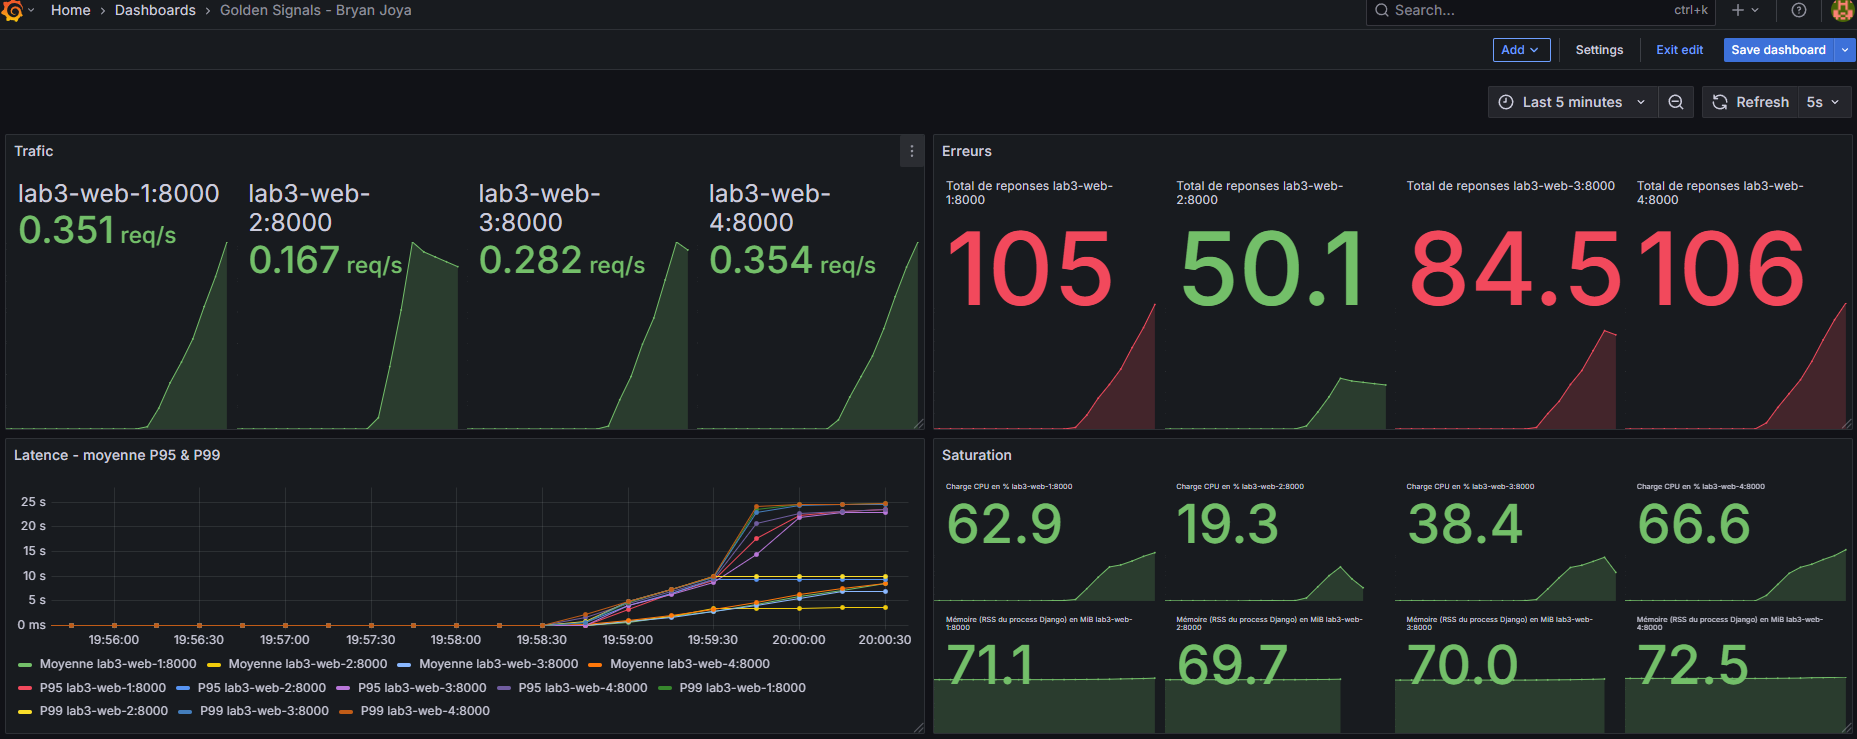 Home › Dashboards › Golden Signals - Bryan Joya
Search... ctrl+k
Add Settings Exit edit Save dashboard
Last 5 minutes Refresh 5s
Trafic
lab3-web-1:8000
0.351 req/s
lab3-web-
2:8000
0.167 req/s
lab3-web-
3:8000
0.282 req/s
lab3-web-
4:8000
0.354 req/s
Erreurs
Total de reponses lab3-web-
1:8000
105
Total de reponses lab3-web-
2:8000
50.1
Total de reponses lab3-web-3:8000
84.5
Total de reponses lab3-web-
4:8000
106
Latence - moyenne P95 & P99
25 s
20 s
15 s
10 s
5 s
0 ms
19:56:00 19:56:30 19:57:00 19:57:30 19:58:00 19:58:30 19:59:00 19:59:30 20:00:00 20:00:30
Moyenne lab3-web-1:8000 Moyenne lab3-web-2:8000 Moyenne lab3-web-3:8000 Moyenne lab3-web-4:8000
P95 lab3-web-1:8000 P95 lab3-web-2:8000 P95 lab3-web-3:8000 P95 lab3-web-4:8000 P99 lab3-web-1:8000
P99 lab3-web-2:8000 P99 lab3-web-3:8000 P99 lab3-web-4:8000
Saturation
Charge CPU en % lab3-web-1:8000
62.9
Charge CPU en % lab3-web-2:8000
19.3
Charge CPU en % lab3-web-3:8000
38.4
Charge CPU en % lab3-web-4:8000
66.6
Mémoire (RSS du process Django) en MiB lab3-web-
1:8000
71.1
Mémoire (RSS du process Django) en MiB lab3-web-
2:8000
69.7
Mémoire (RSS du process Django) en MiB lab3-web-
3:8000
70.0
Mémoire (RSS du process Django) en MiB lab3-web-
4:8000
72.5